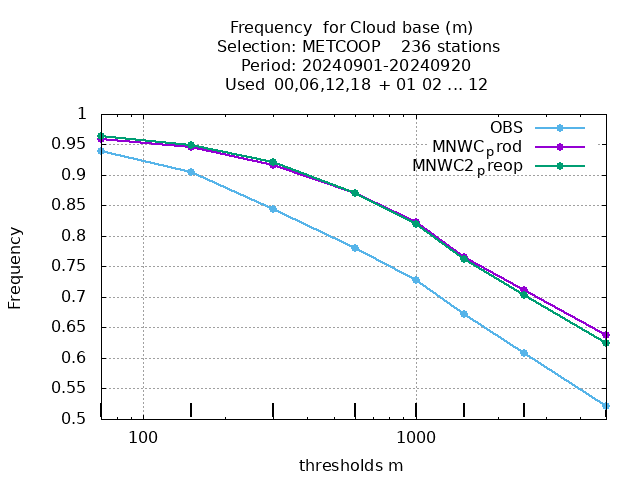 Frequency  for Cloud base (m)
Selection: METCOOP    236 stations
Period: 20240901-20240920
Used  00,06,12,18  + 01 02 ... 12
OBS
MNWCprod
MNWC2preop
1
0.95
0.9
0.85
0.8
0.75
0.7
0.65
0.6
0.55
0.5
Frequency
100
1000
thresholds m